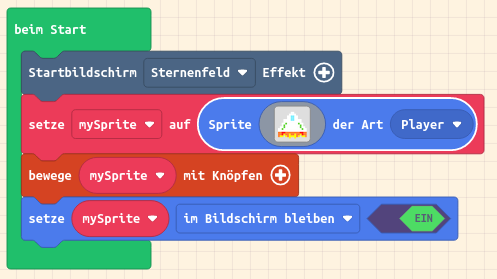 beim Start
Startbildschirm Sternenfeld Effekt
setze mySprite auf Sprite der Art Player
bewege mySprite mit Knöpfen
setze mySprite im Bildschirm bleiben EIN